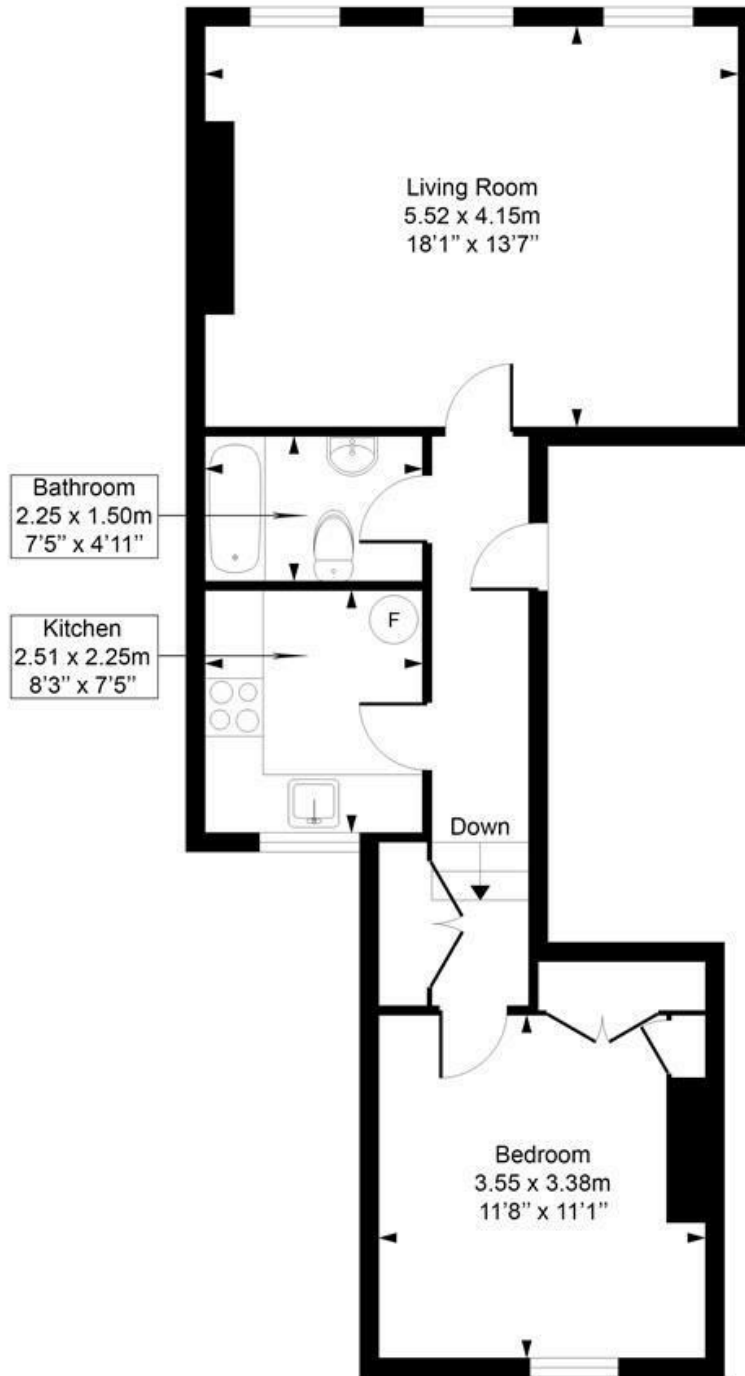 Living Room
5.52 x 4.15m
18'1" x 13'7"
Bathroom
2.25 x 1.50m
7'5" x 4'11"
Kitchen
2.51 x 2.25m
8'3" x 7'5"
F
Down
Bedroom
3.55 x 3.38m
11'8" x 11'1"